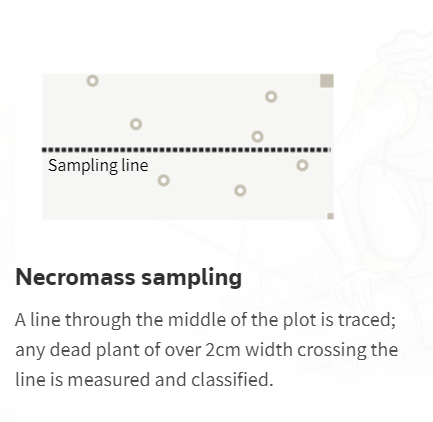 Sampling line
Necromass sampling
A line through the middle of the plot is traced;
any dead plant of over 2cm width crossing the
line is measured and classified.